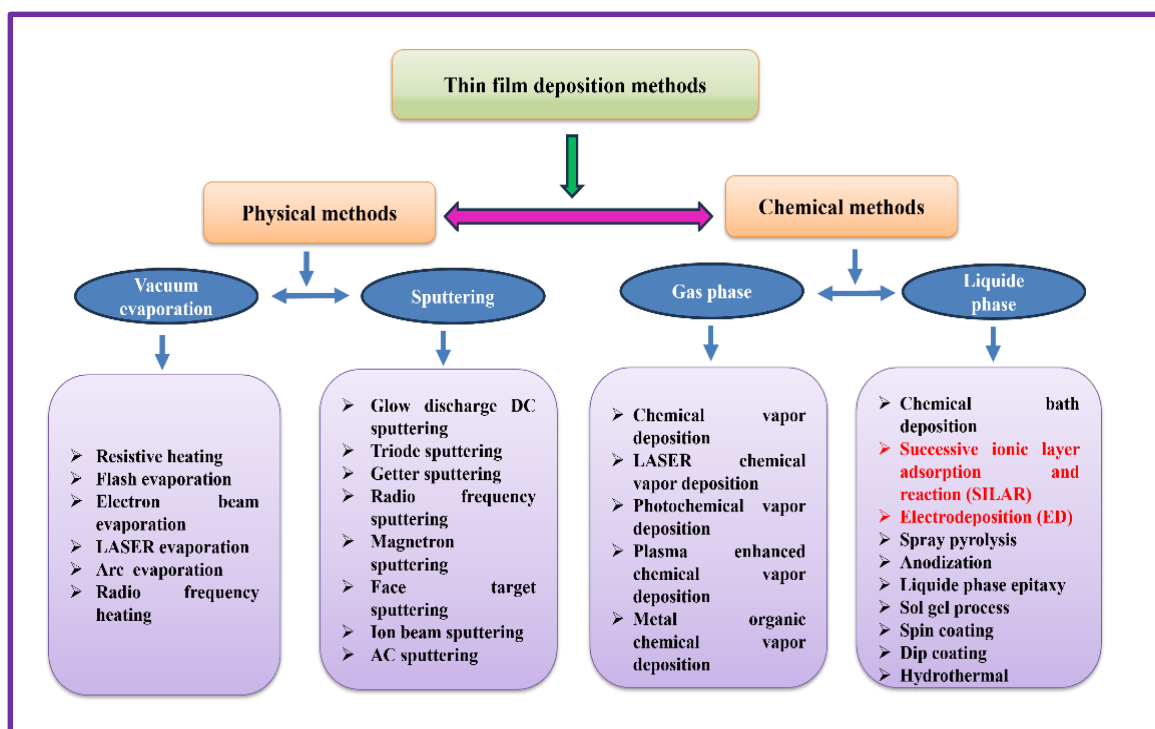 Thin film deposition methods
Physical methods
Chemical methods
Vacuum
evaporation
Sputtering
Gas phase
Liquide
phase
➢ Resistive heating
➢ Flash evaporation
➢ Electron beam
evaporation
➢ LASER evaporation
➢ Arc evaporation
➢ Radio frequency
heating
➢ Glow discharge DC
sputtering
➢ Triode sputtering
➢ Getter sputtering
➢ Radio frequency
sputtering
➢ Magnetron
sputtering
➢ Face target
sputtering
➢ Ion beam sputtering
➢ AC sputtering
➢ Chemical vapor
deposition
➢ LASER chemical
vapor deposition
➢ Photochemical vapor
deposition
➢ Plasma enhanced
chemical vapor
deposition
➢ Metal organic
chemical vapor
deposition
➢ Chemical bath
deposition
➢ Successive ionic layer
adsorption and
reaction (SILAR)
➢ Electrodeposition (ED)
➢ Spray pyrolysis
➢ Anodization
➢ Liquide phase epitaxy
➢ Sol gel process
➢ Spin coating
➢ Dip coating
➢ Hydrothermal